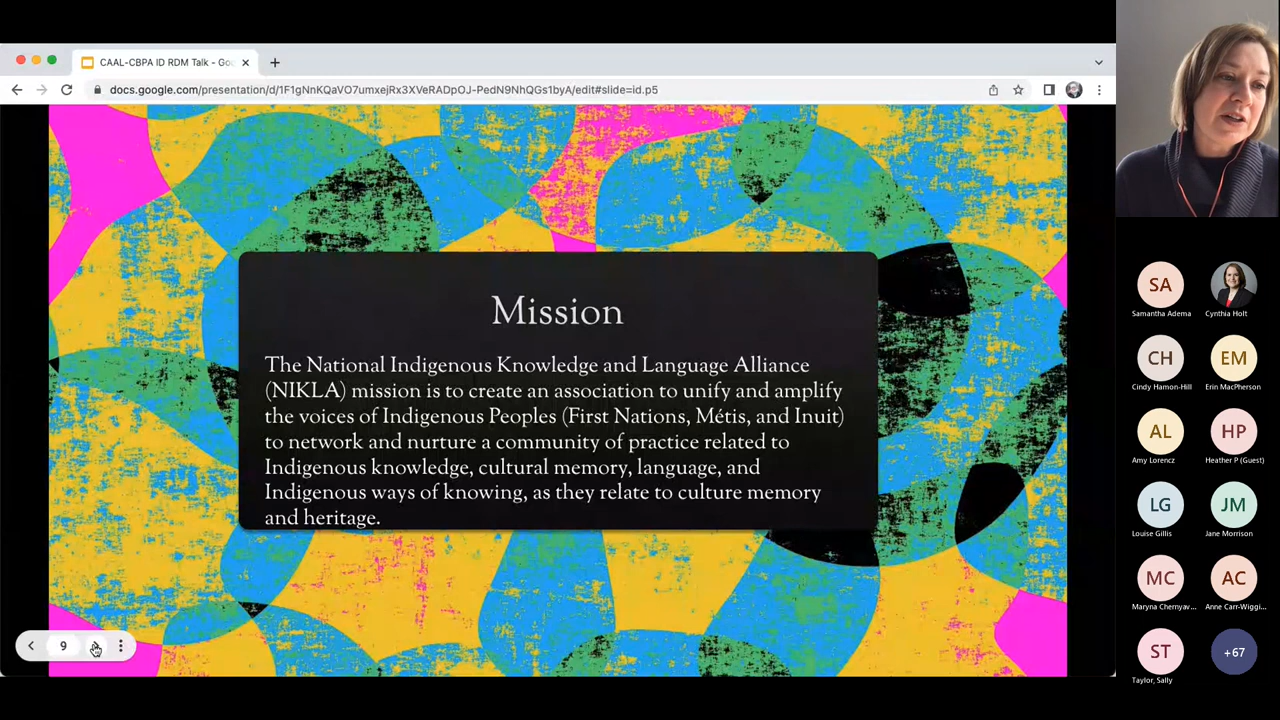 CAAL-CBPA ID RDM Talk - Goo
docs.google.com/presentation/d/1F1gNnKQaVO7umxejRx3XVeRADpOJ-PedN9NhQGs1byA/edit#slide=id.p5
Mission
The National Indigenous Knowledge and Language Alliance
(NIKLA) mission is to create an association to unify and amplify
the voices of Indigenous Peoples (First Nations, Métis, and Inuit)
to network and nurture a community of practice related to
Indigenous knowledge, cultural memory, language, and
Indigenous ways of knowing, as they relate to culture memory
and heritage.
9
SA
Samantha Adema
Cynthia Holt
CH
Cindy Hamon-Hill
EM
Erin MacPherson
AL
Amy Lorencz
HP
Heather P (Guest)
LG
Louise Gillis
JM
Jane Morrison
MC
Maryna Chernyav...
AC
Anne Carr-Wiggi...
ST
Taylor, Sally
+67